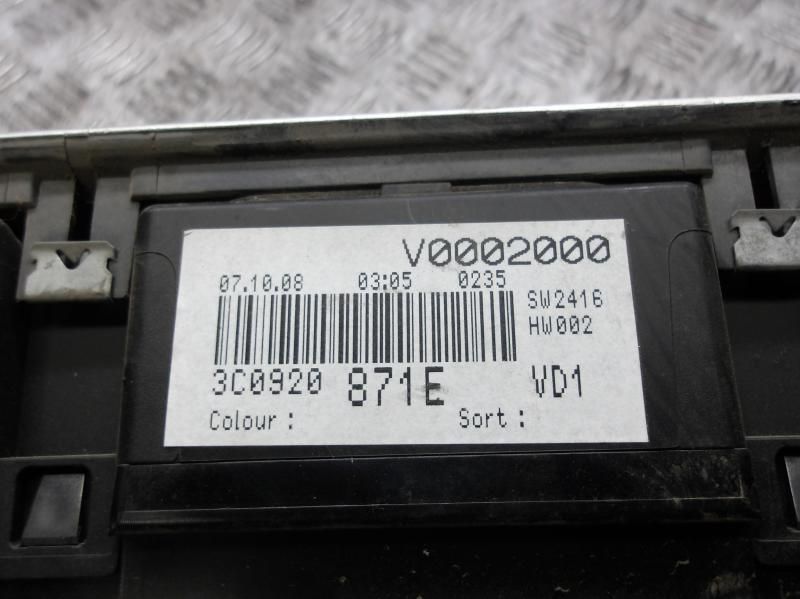 V0002000
07.10.08 03:05 0235
SW2416
HW002
3C0920 871E VD1
Colour : Sort :